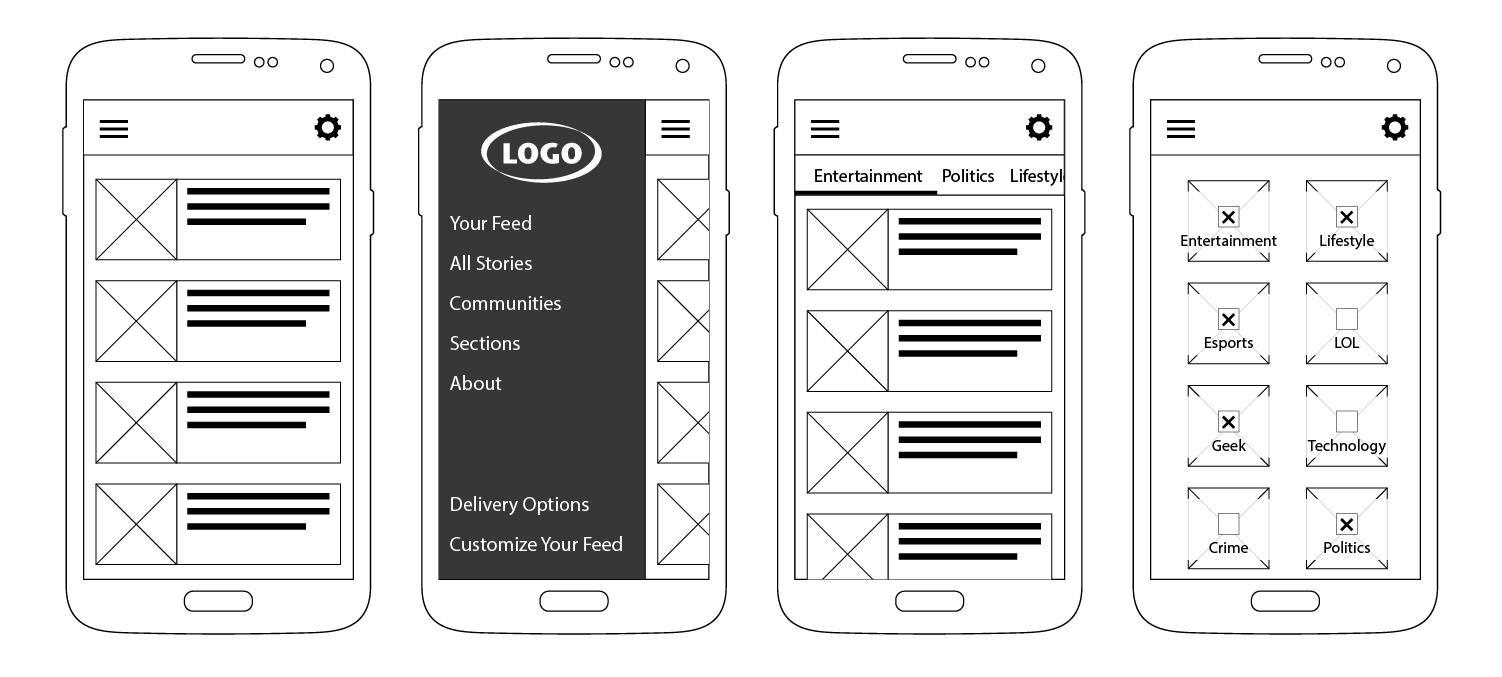 LOGO
Your Feed
All Stories
Communities
Sections
About
Delivery Options
Customize Your Feed
Entertainment Politics Lifestyl
Entertainment Lifestyle
Esports LOL
Geek Technology
Crime Politics